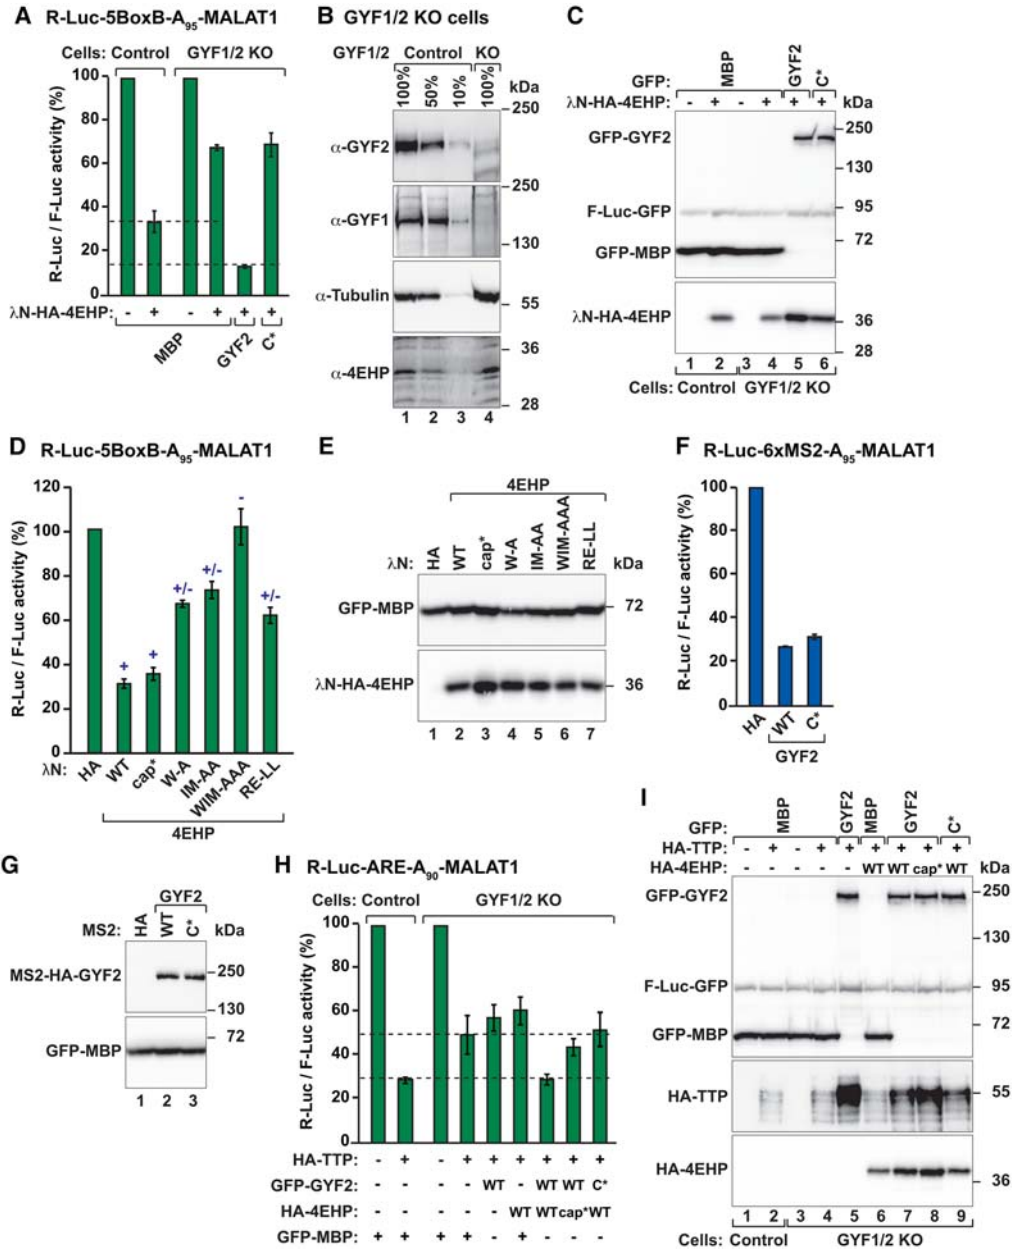 A R-Luc-5BoxB-A95-MALAT1
Cells: Control GYF1/2 KO
R-Luc / F-Luc activity (%)
100
80
60
40
20
0
λN-HA-4EHP: - + - + + +
MBP GYF2 C*
B GYF1/2 KO cells
GYF1/2 Control KO
100% 50% 10% 100% kDa
250
α-GYF2
250
α-GYF1
130
α-Tubulin
55
36
α-4EHP
28
1 2 3 4
C
GFP: MBP GYF2 C*
λN-HA-4EHP: - + - + + + kDa
GFP-GYF2 250
130
F-Luc-GFP 95
GFP-MBP 72
λN-HA-4EHP 36
28
1 2 3 4 5 6
Cells: Control GYF1/2 KO
D R-Luc-5BoxB-A95-MALAT1
R-Luc / F-Luc activity (%)
120
100
80
60
40
20
0
+ + +/- +/- - +/-
λN: HA WT cap* W-A IM-AA WIM-AAA RE-LL
4EHP
E
4EHP
λN: HA WT cap* W-A IM-AA WIM-AAA RE-LL kDa
GFP-MBP 72
λN-HA-4EHP 36
1 2 3 4 5 6 7
F R-Luc-6xMS2-A95-MALAT1
R-Luc / F-Luc activity (%)
100
80
60
40
20
0
HA WT C*
GYF2
G
GYF2
MS2: HA WT C* kDa
MS2-HA-GYF2 250
130
72
GFP-MBP
1 2 3
H R-Luc-ARE-A90-MALAT1
Cells: Control GYF1/2 KO
R-Luc / F-Luc activity (%)
100
80
60
40
20
0
HA-TTP: - + - + + + + + +
GFP-GYF2: - - - - WT - WT WT C*
HA-4EHP: - - - - - WT WT cap* WT
GFP-MBP: + + + + - + - - -
I
GFP: MBP GYF2 MBP GYF2 C*
HA-TTP: - + - + + + + + +
HA-4EHP: - - - - - WT WT cap* WT kDa
GFP-GYF2 250
130
F-Luc-GFP 95
GFP-MBP 72
HA-TTP 55
HA-4EHP 36
1 2 3 4 5 6 7 8 9
Cells: Control GYF1/2 KO